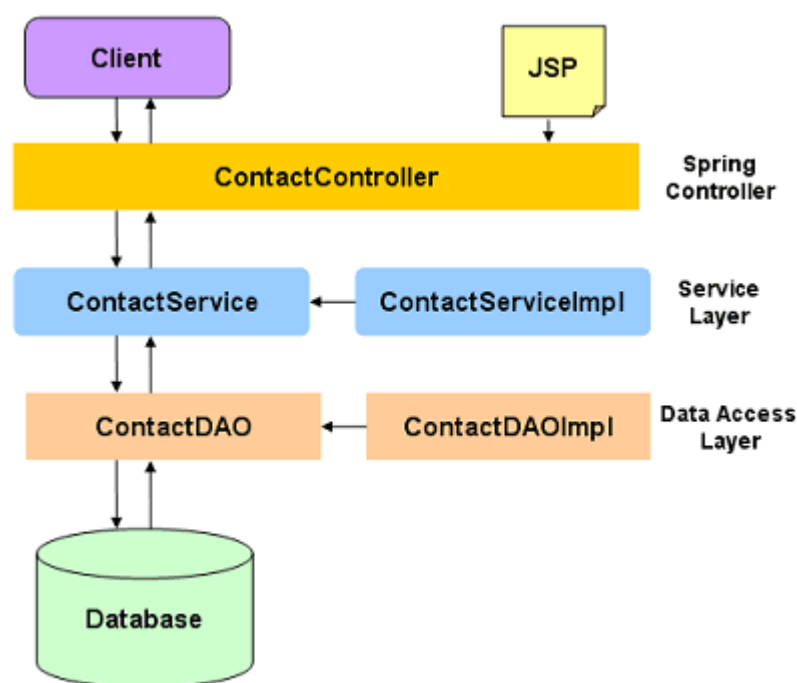 Client
JSP
ContactController
Spring
Controller
ContactService
ContactServiceImpl
Service
Layer
ContactDAO
ContactDAOImpl
Data Access
Layer
Database